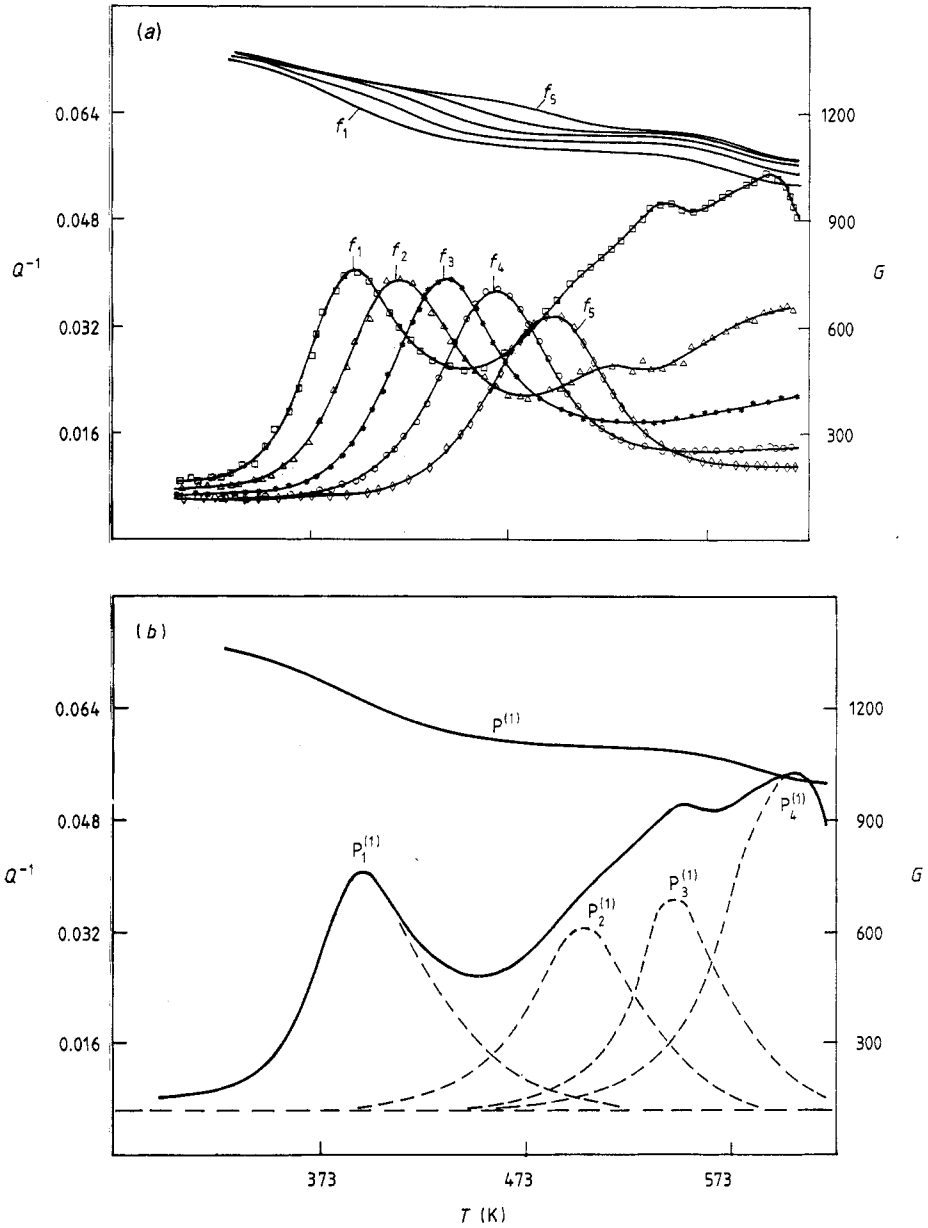 (a)
f₅
f₁
0.064
0.048
0.032
0.016
Q⁻¹
1200
900
600
300
G
f₁
f₂
f₃
f₄
f₅
(b)
P⁽¹⁾
0.064
0.048
0.032
0.016
Q⁻¹
1200
900
600
300
G
P₁⁽¹⁾
P₂⁽¹⁾
P₃⁽¹⁾
P₄⁽¹⁾
373
473
573
T (K)